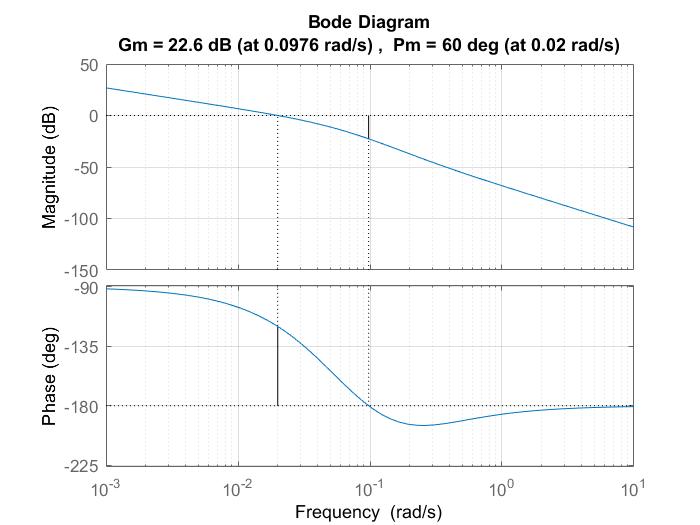 Bode Diagram
Gm = 22.6 dB (at 0.0976 rad/s) ,  Pm = 60 deg (at 0.02 rad/s)
50
0
-50
-100
-150
Magnitude (dB)
-90
-135
-180
-225
Phase (deg)
10^-3 10^-2 10^-1 10^0 10^1
Frequency  (rad/s)